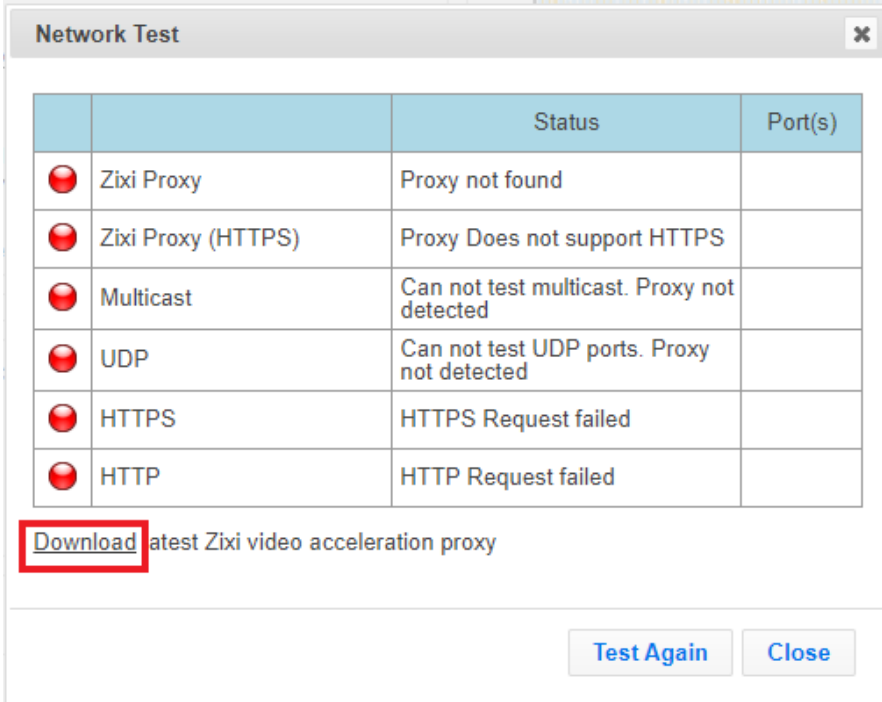 Network Test
Status Port(s)
Zixi Proxy Proxy not found
Zixi Proxy (HTTPS) Proxy Does not support HTTPS
Multicast Can not test multicast. Proxy not
detected
UDP Can not test UDP ports. Proxy
not detected
HTTPS HTTPS Request failed
HTTP HTTP Request failed
Download atest Zixi video acceleration proxy
Test Again Close